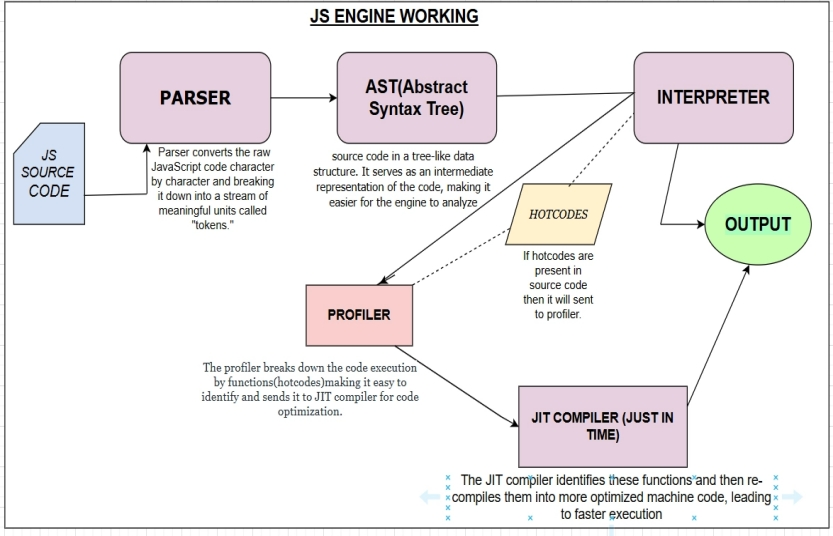 JS ENGINE WORKING
PARSER
AST(Abstract
Syntax Tree)
INTERPRETER
JS
SOURCE
CODE
Parser converts the raw
JavaScript code character
by character and breaking
it down into a stream of
meaningful units called
"tokens."
source code in a tree-like data
structure. It serves as an intermediate
representation of the code, making it
easier for the engine to analyze
HOTCODES
OUTPUT
If hotcodes are
present in
source code
then it will sent
to profiler.
PROFILER
The profiler breaks down the code execution
by functions(hotcodes)making it easy to
identify and sends it to JIT compiler for code
optimization.
JIT COMPILER (JUST IN
TIME)
The JIT compiler identifies these functions and then re-
compiles them into more optimized machine code, leading
to faster execution